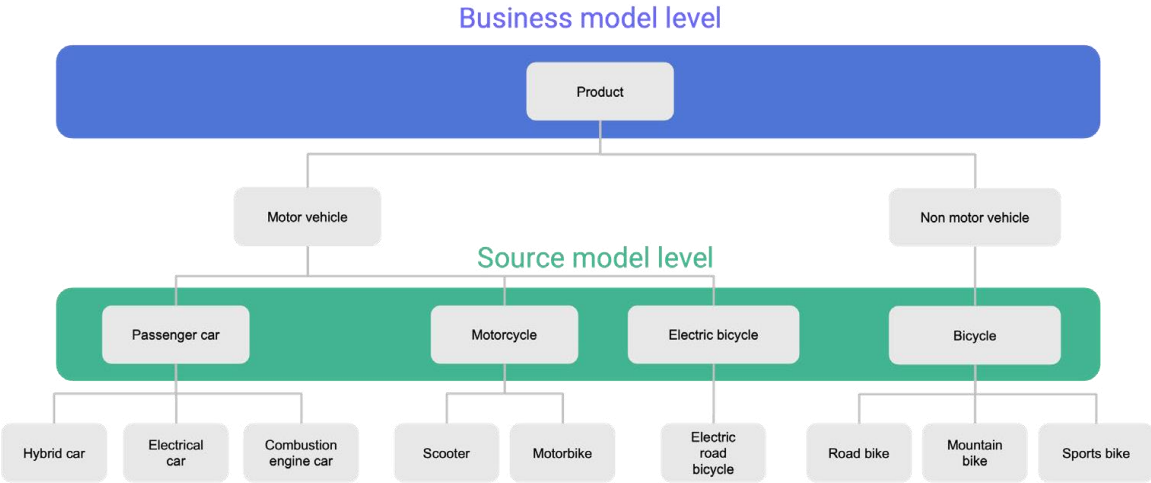 Business model level
Product
Motor vehicle
Non motor vehicle
Source model level
Passenger car
Motorcycle
Electric bicycle
Bicycle
Hybrid car
Electrical
car
Combustion
engine car
Scooter
Motorbike
Electric
road
bicycle
Road bike
Mountain
bike
Sports bike